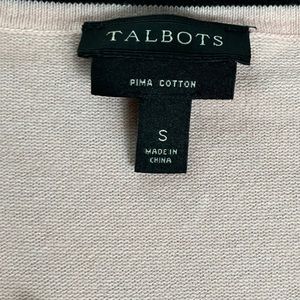 TALBOTS
PIMA COTTON
S
MADE IN
CHINA